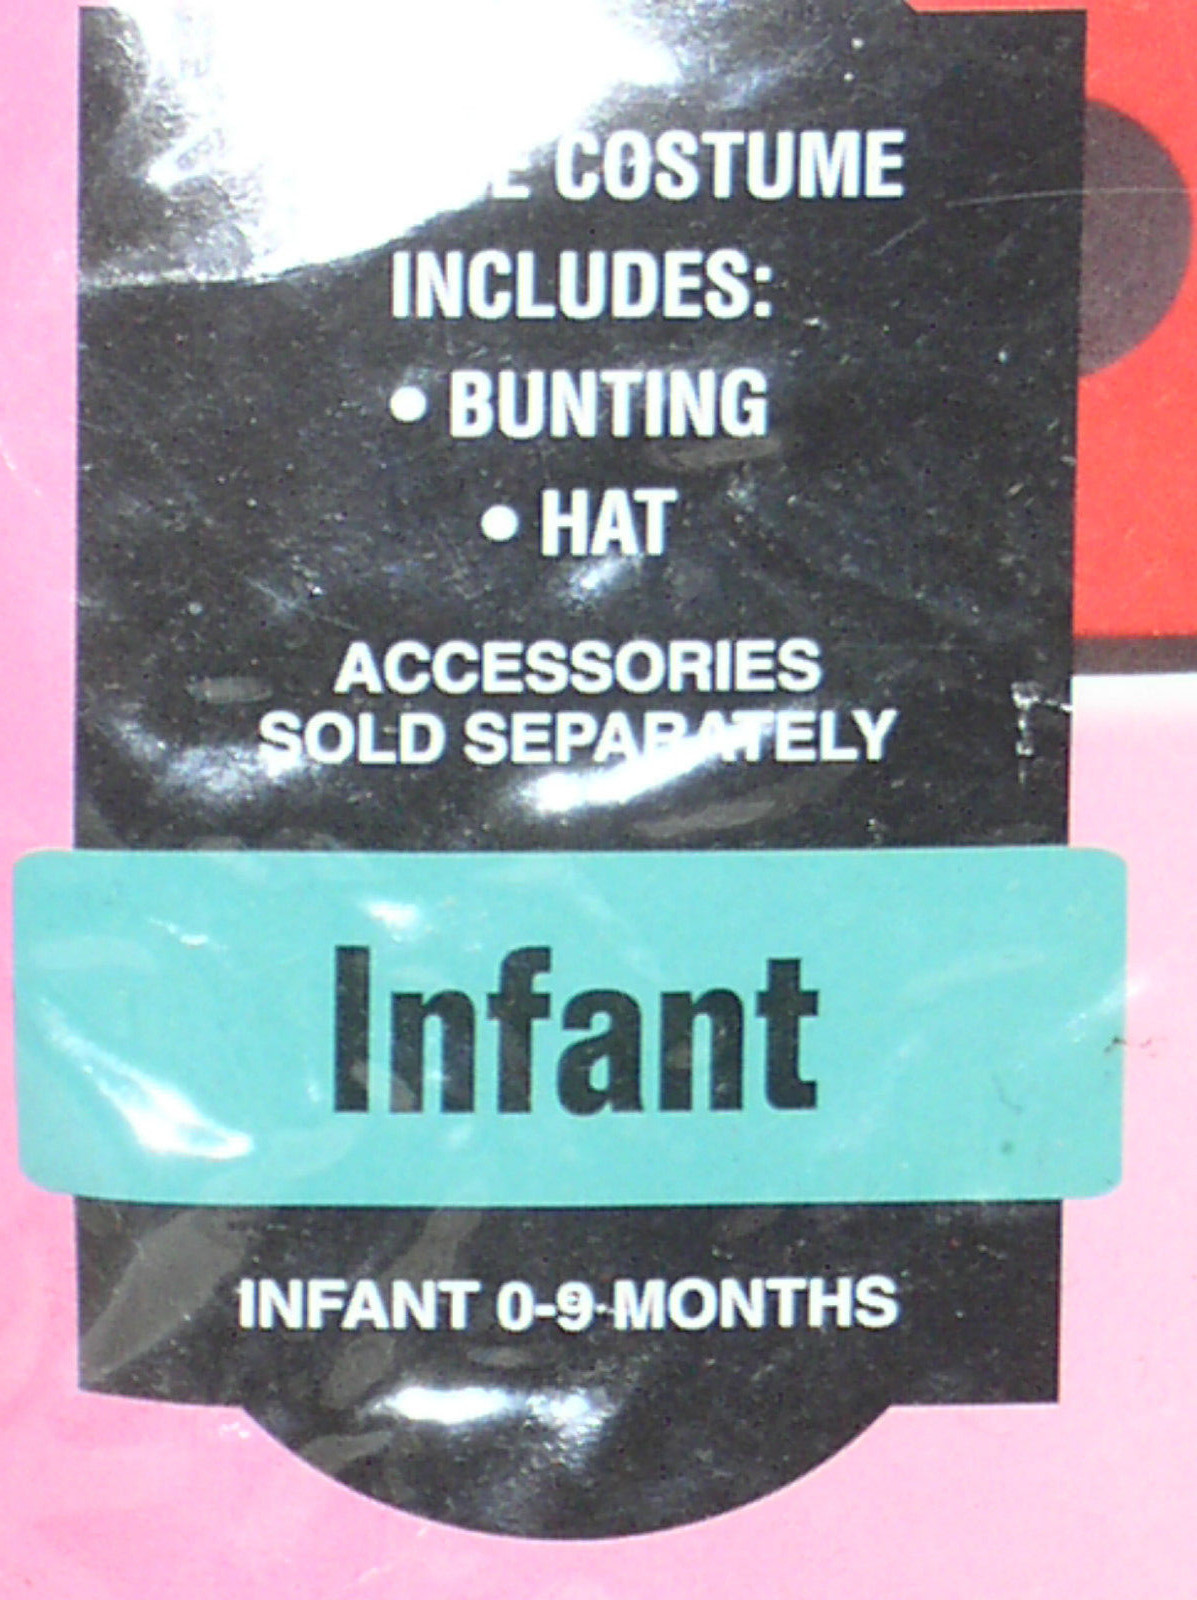 COSTUME
INCLUDES:
• BUNTING
• HAT
ACCESSORIES
SOLD SEPARATELY
Infant
INFANT 0-9 MONTHS